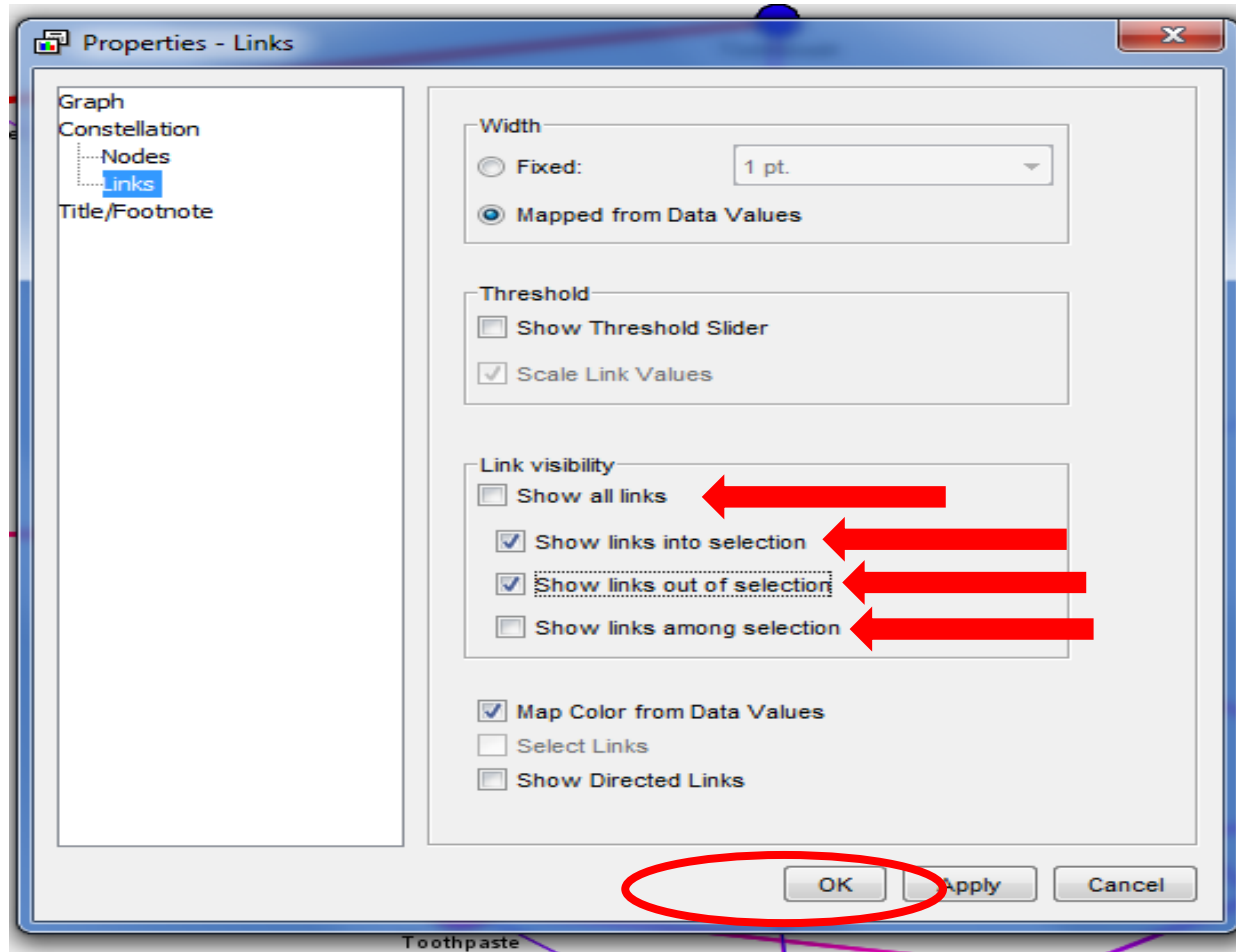 Properties - Links
Graph
Constellation
Nodes
Links
Title/Footnote
Width
Fixed:
1 pt.
Mapped from Data Values
Threshold
Show Threshold Slider
Scale Link Values
Link visibility
Show all links
Show links into selection
Show links out of selection
Show links among selection
Map Color from Data Values
Select Links
Show Directed Links
OK
Apply
Cancel
Toothpaste